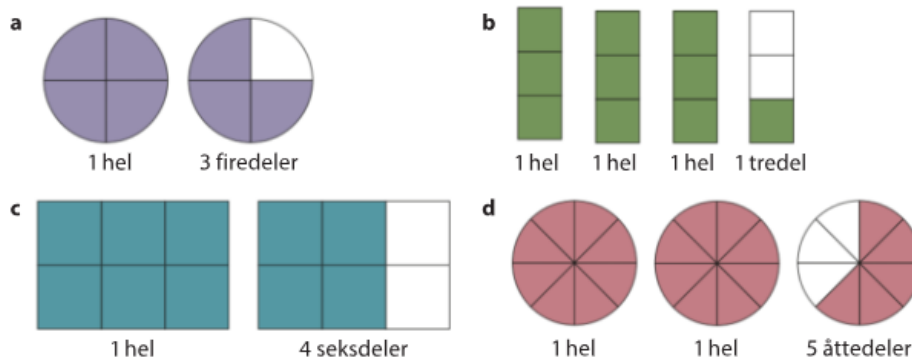 a
1 hel 3 firedeler
b
1 hel 1 hel 1 hel 1 tredel
c
1 hel 4 seksdeler
d
1 hel 1 hel 5 åttedeler